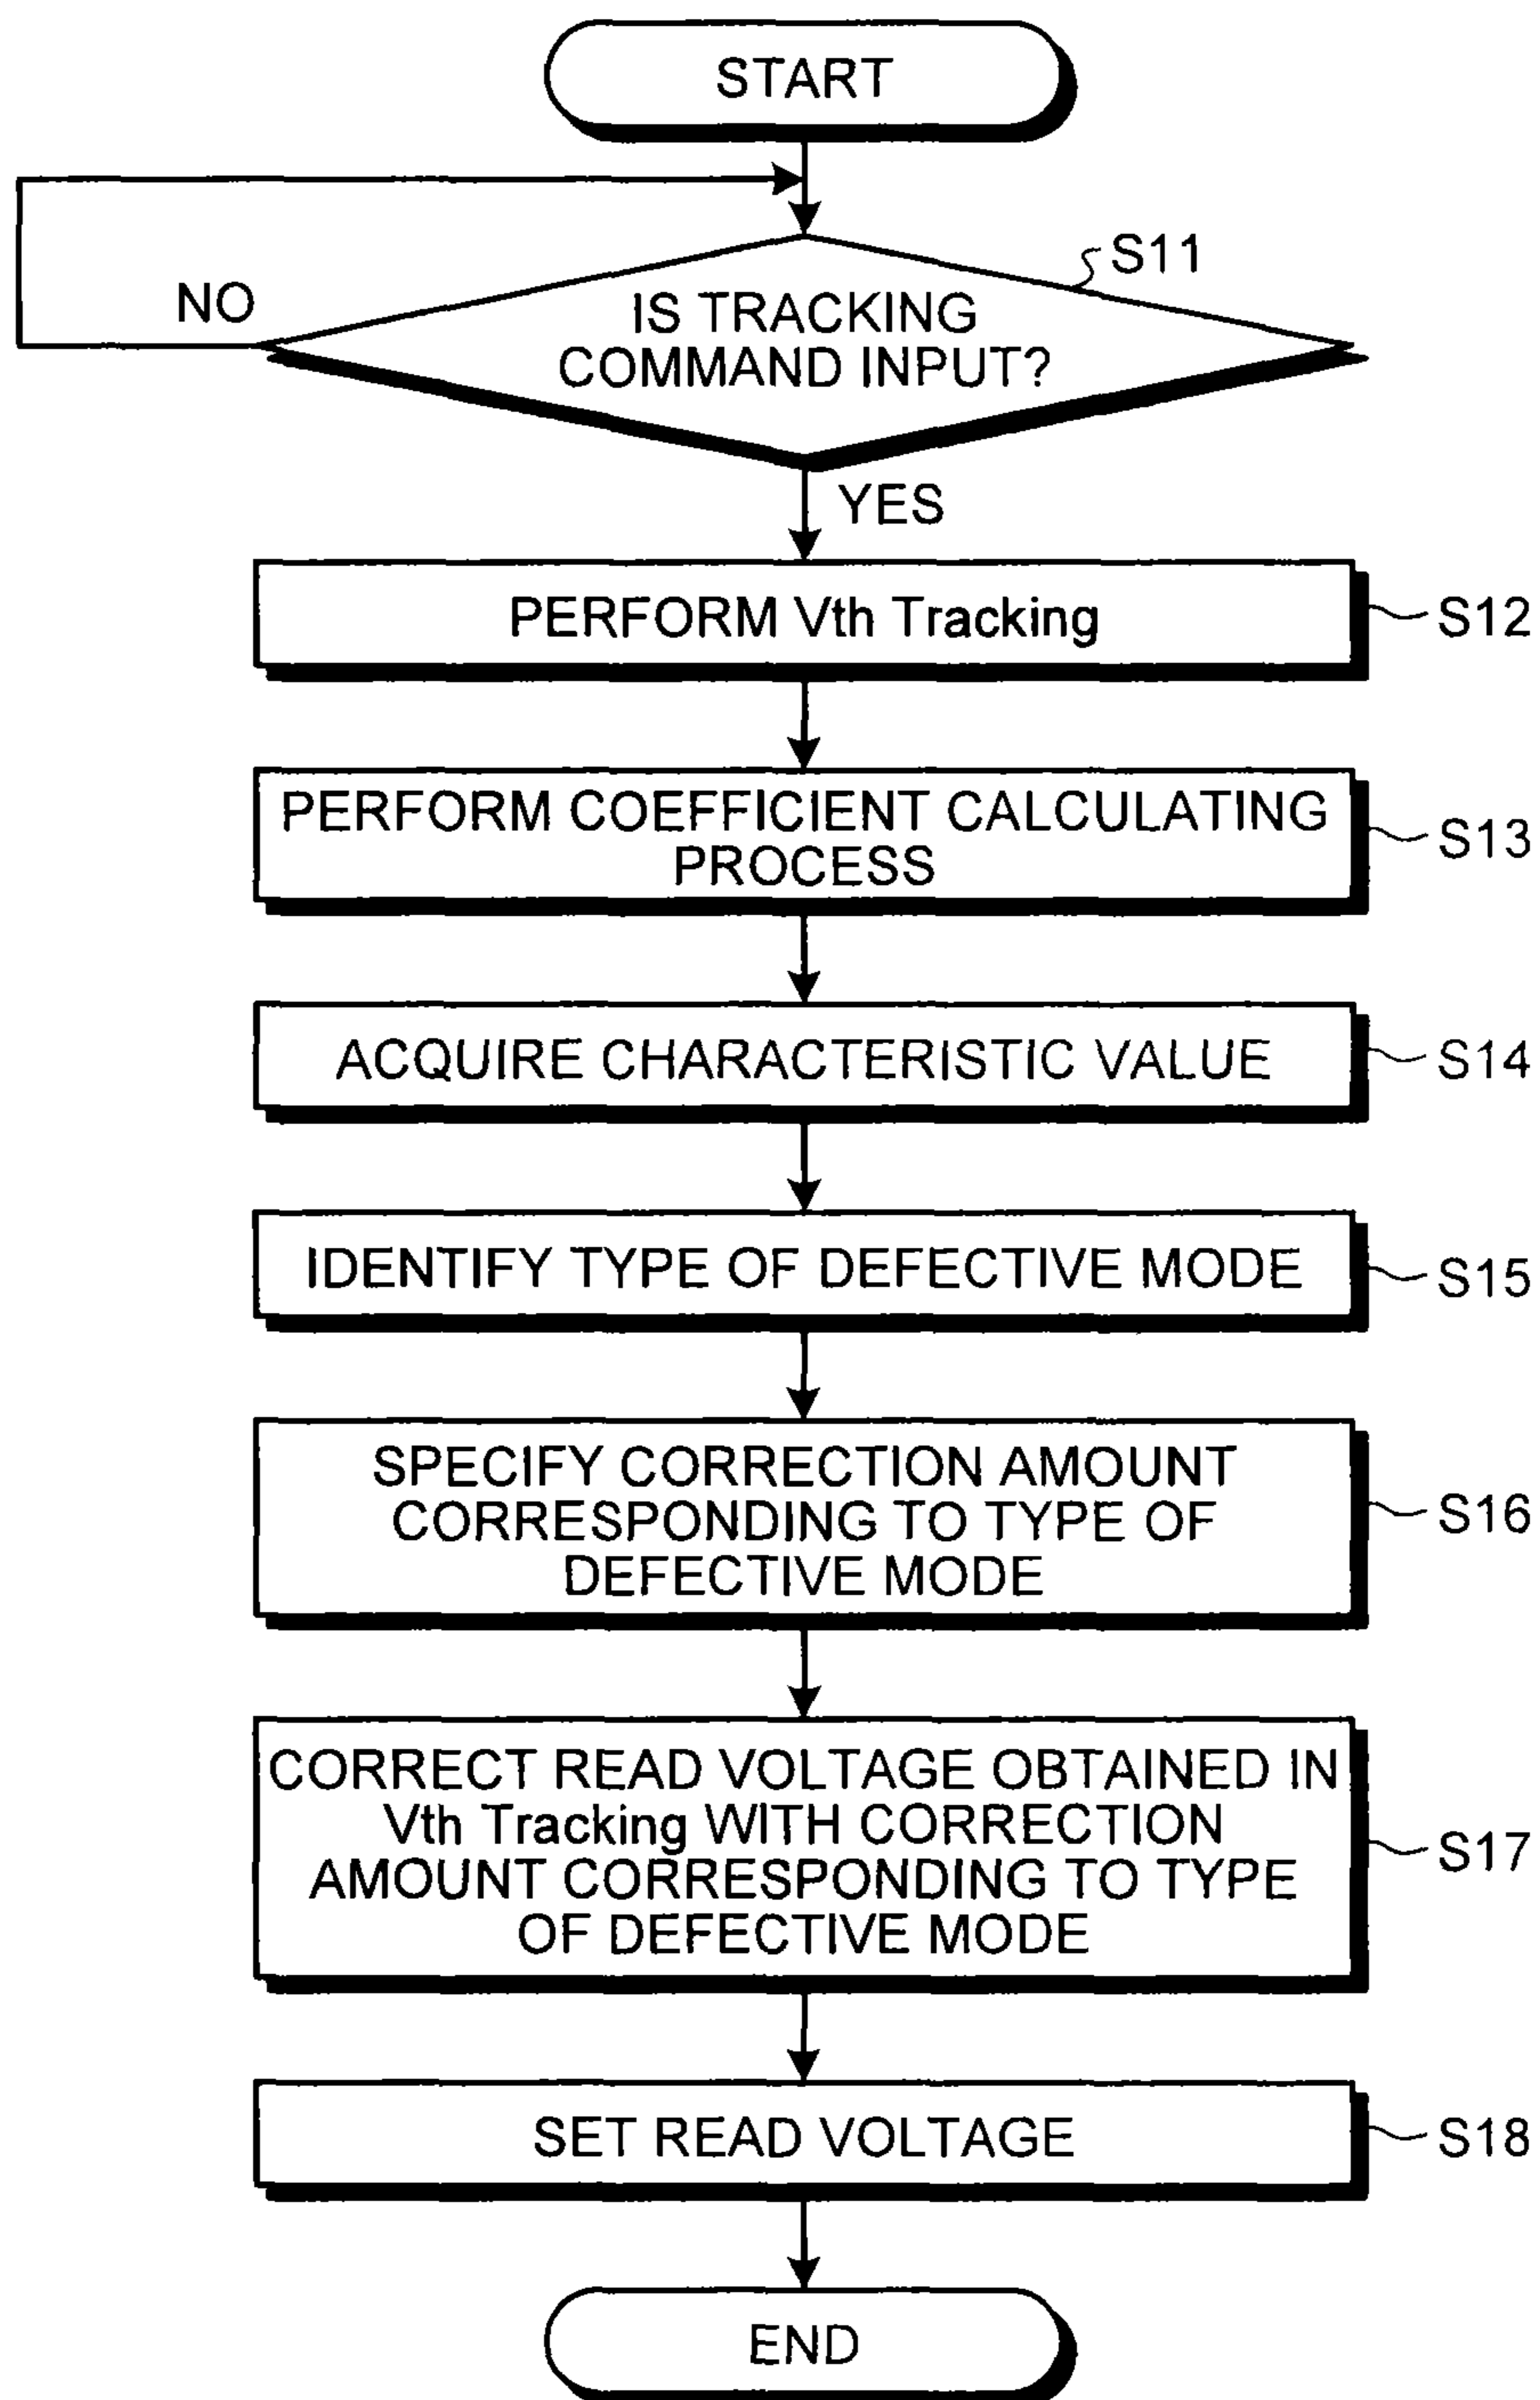 START
S11
NO
IS TRACKING
COMMAND INPUT?
YES
PERFORM Vth Tracking
S12
PERFORM COEFFICIENT CALCULATING
PROCESS
S13
ACQUIRE CHARACTERISTIC VALUE
S14
IDENTIFY TYPE OF DEFECTIVE MODE
S15
SPECIFY CORRECTION AMOUNT
CORRESPONDING TO TYPE OF
DEFECTIVE MODE
S16
CORRECT READ VOLTAGE OBTAINED IN
Vth Tracking WITH CORRECTION
AMOUNT CORRESPONDING TO TYPE
OF DEFECTIVE MODE
S17
SET READ VOLTAGE
S18
END